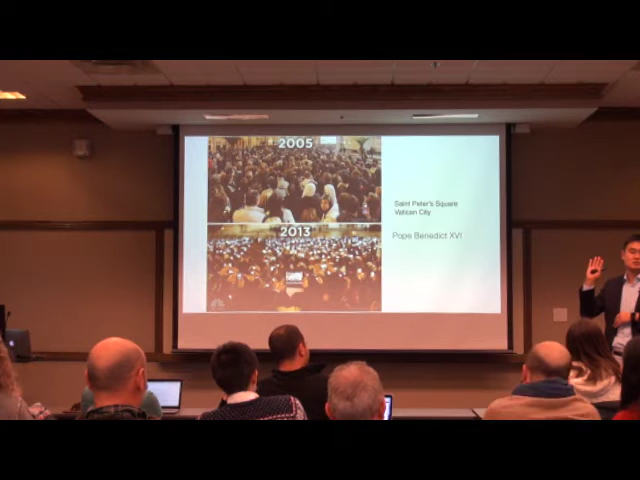 2005
Saint Peter's Square
Vatican City
2013
Pope Benedict XVI